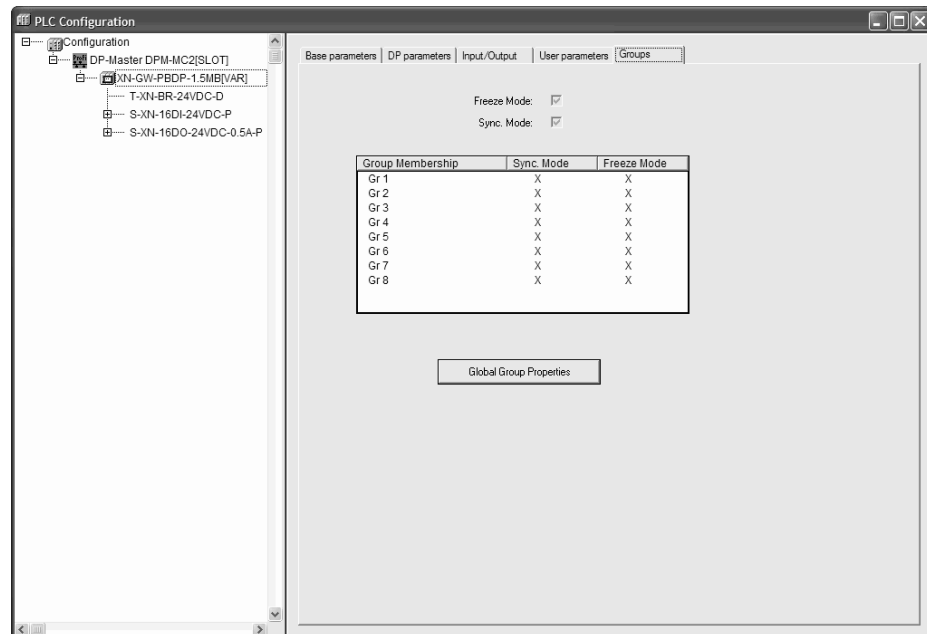 PLC Configuration
Configuration
DP-Master DPM-MC2[SLOT]
XN-GW-PBDP-1.5MB[VAR]
T-XN-BR-24VDC-D
S-XN-16DI-24VDC-P
S-XN-16DO-24VDC-0.5A-P
Base parameters DP parameters Input/Output User parameters Groups
Freeze Mode:
Sync. Mode:
Group Membership Sync. Mode Freeze Mode
Gr 1 X X
Gr 2 X X
Gr 3 X X
Gr 4 X X
Gr 5 X X
Gr 6 X X
Gr 7 X X
Gr 8 X X
Global Group Properties